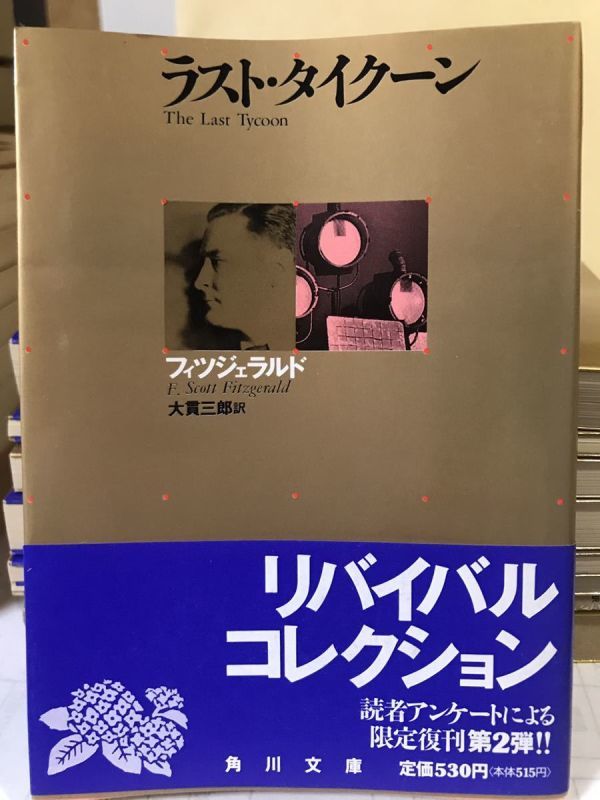 ラスト・タイクーン
The Last Tycoon
フィツジェラルド
F. Scott Fitzgerald
大貫三郎訳
リバイバル
コレクション
読者アンケートによる
限定復刊第2弾!!
角川文庫 定価530円〈本体515円〉